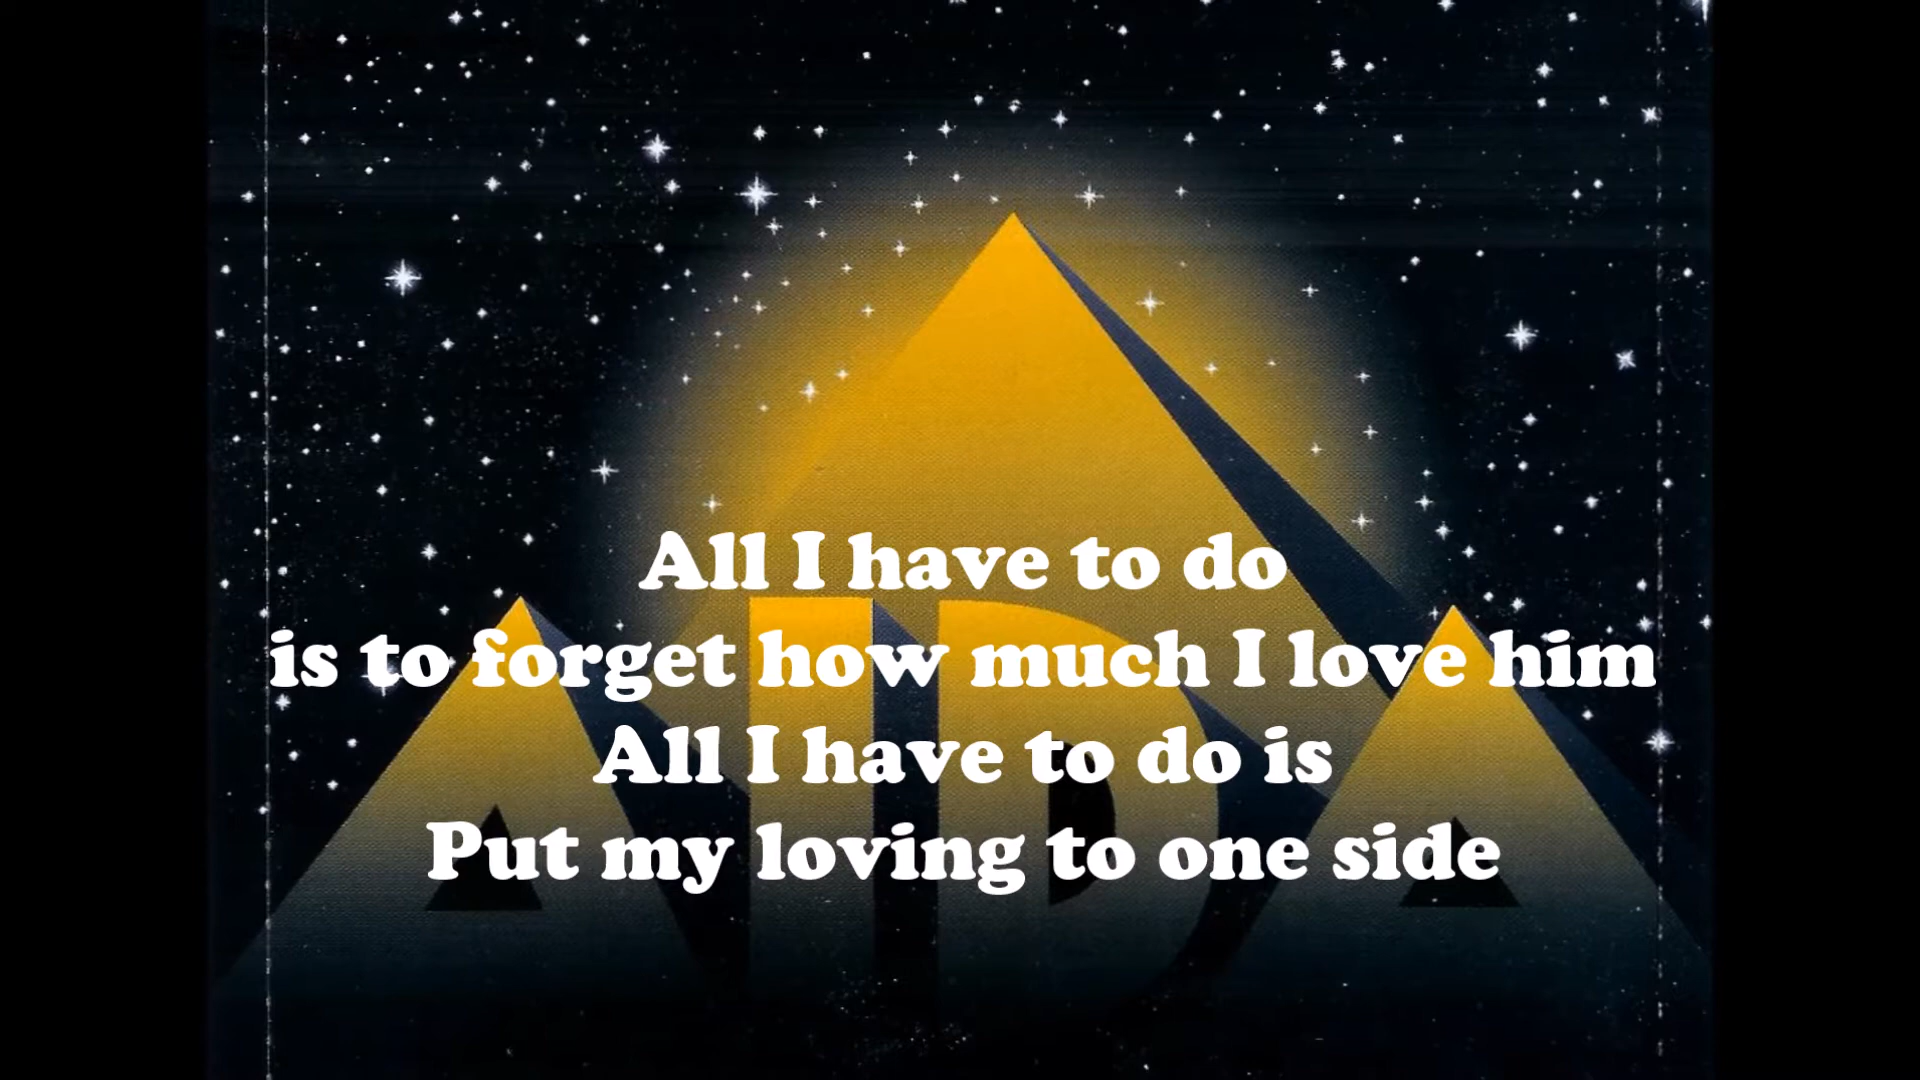 All I have to do
is to forget how much I love him
All I have to do is
Put my loving to one side
AIDA